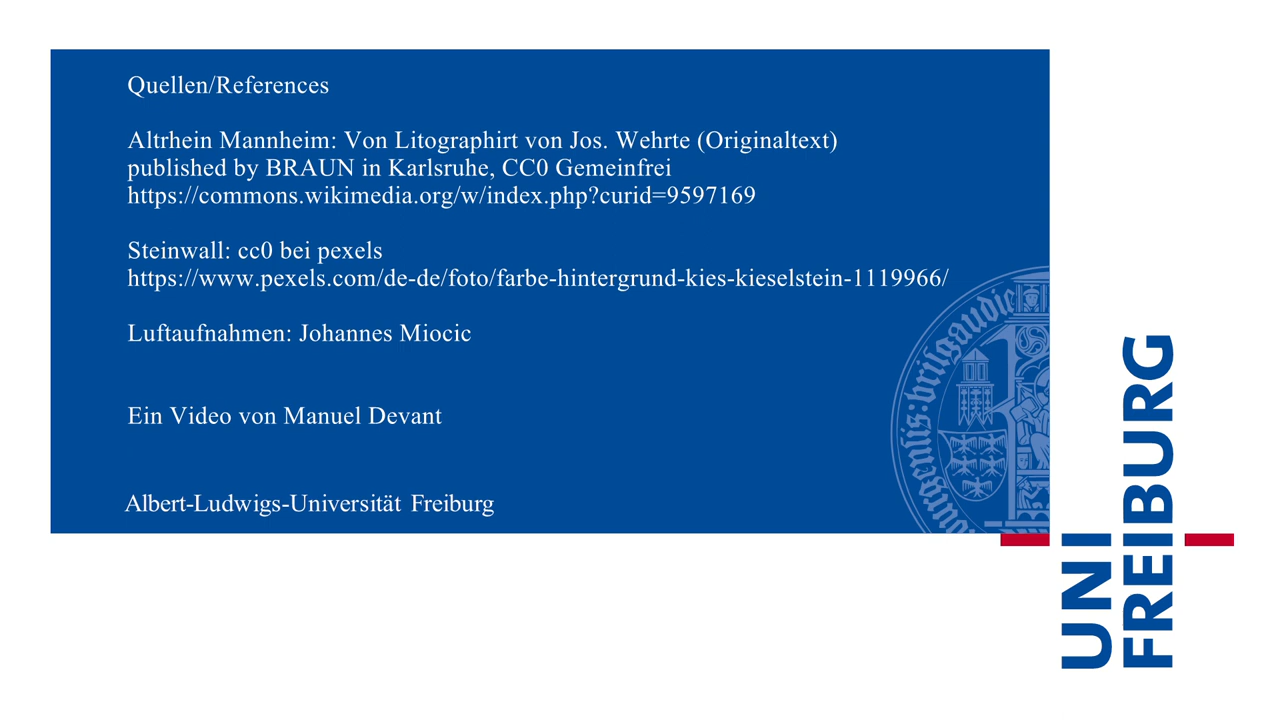 Quellen/References
Altrhein Mannheim: Von Litographirt von Jos. Wehrte (Originaltext)
published by BRAUN in Karlsruhe, CC0 Gemeinfrei
https://commons.wikimedia.org/w/index.php?curid=9597169
Steinwall: cc0 bei pexels
https://www.pexels.com/de-de/foto/farbe-hintergrund-kies-kieselstein-1119966/
Luftaufnahmen: Johannes Miocic
Ein Video von Manuel Devant
Albert-Ludwigs-Universität Freiburg
UNI
FREIBURG